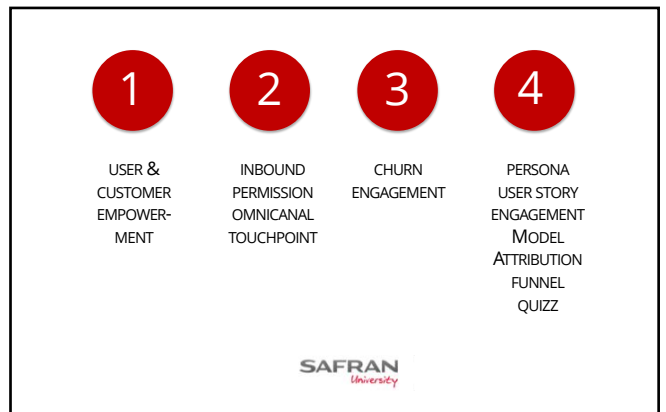 1
USER &
CUSTOMER
EMPOWER-
MENT
2
INBOUND
PERMISSION
OMNICANAL
TOUCHPOINT
3
CHURN
ENGAGEMENT
4
PERSONA
USER STORY
ENGAGEMENT
MODEL
ATTRIBUTION
FUNNEL
QUIZZ
SAFRAN
University